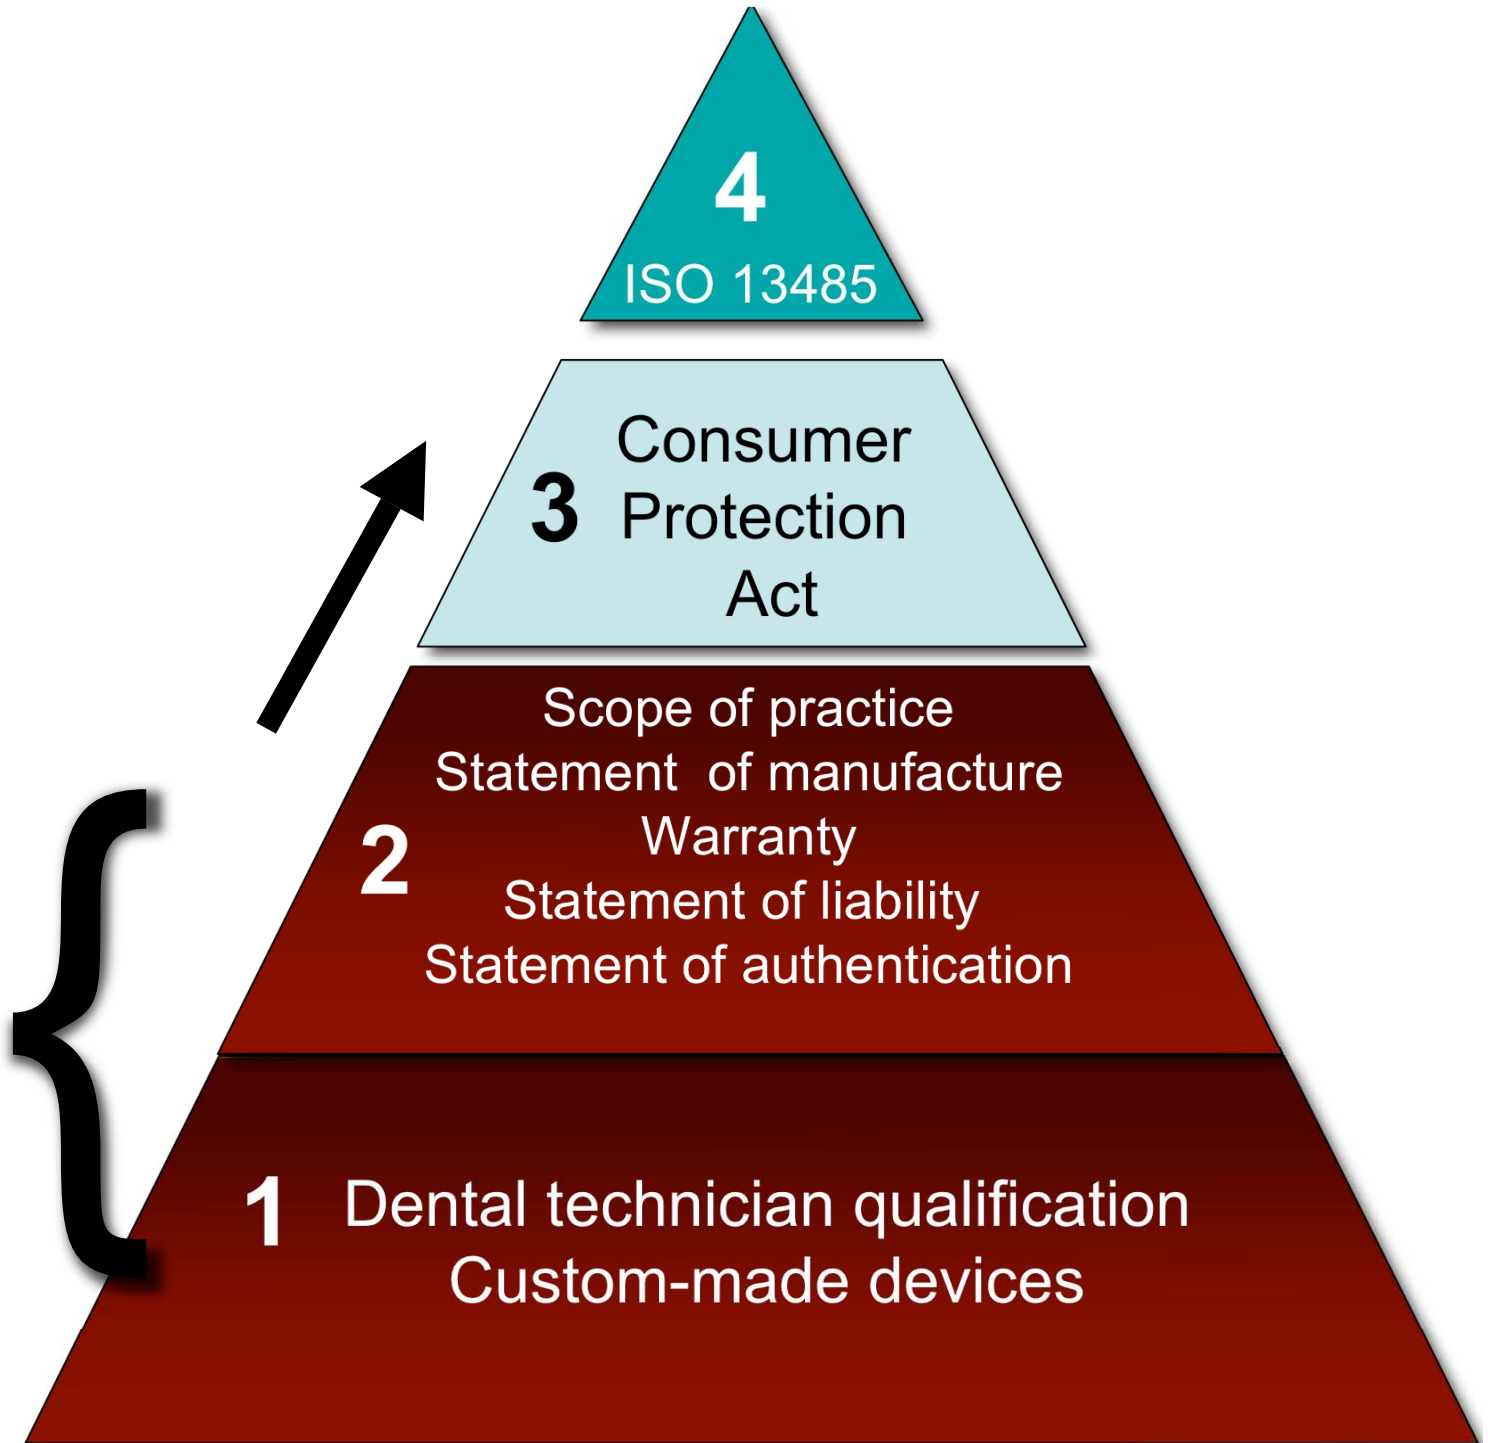 4
ISO 13485
Consumer
3 Protection
Act
Scope of practice
Statement of manufacture
Warranty
2
Statement of liability
Statement of authentication
1 Dental technician qualification
Custom-made devices